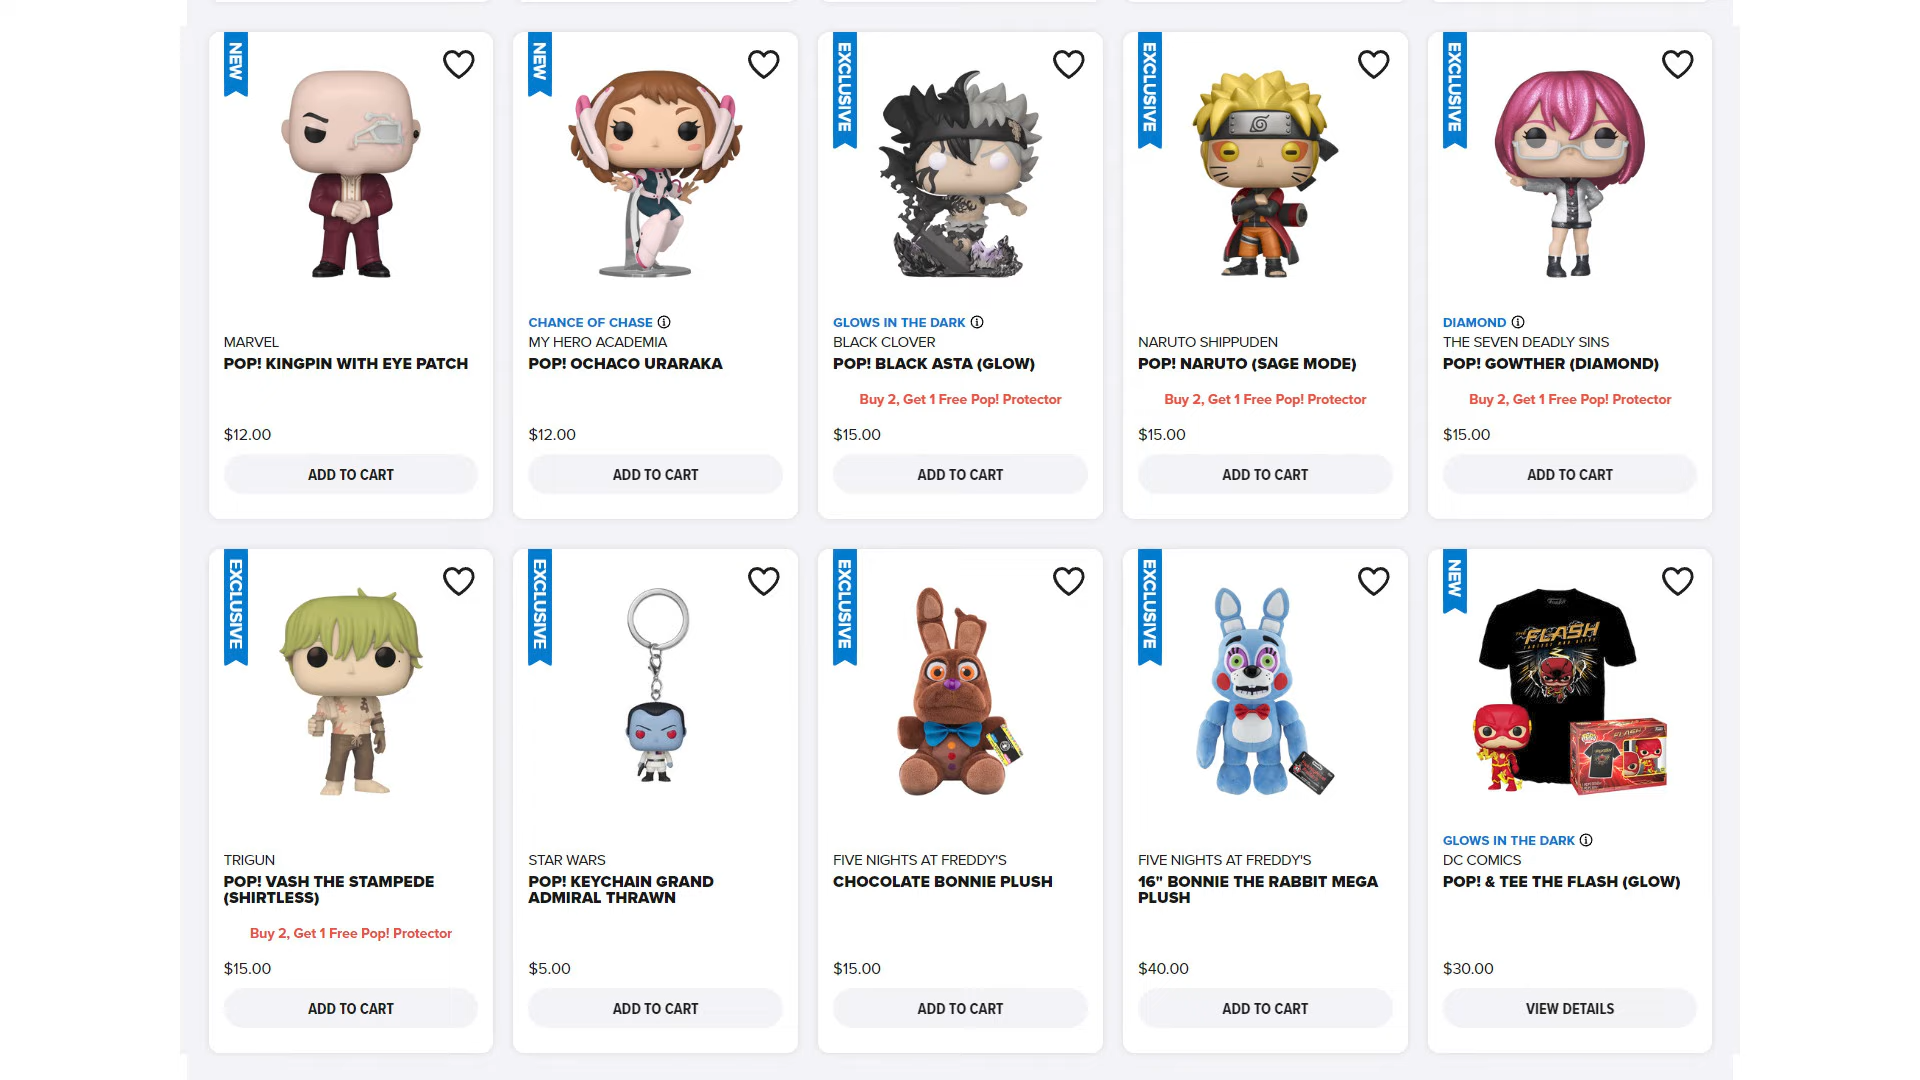 NEW
MARVEL
POP! KINGPIN WITH EYE PATCH
$12.00
ADD TO CART
NEW
CHANCE OF CHASE
MY HERO ACADEMIA
POP! OCHACO URARAKA
$12.00
ADD TO CART
EXCLUSIVE
GLOWS IN THE DARK
BLACK CLOVER
POP! BLACK ASTA (GLOW)
Buy 2, Get 1 Free Pop! Protector
$15.00
ADD TO CART
EXCLUSIVE
NARUTO SHIPPUDEN
POP! NARUTO (SAGE MODE)
Buy 2, Get 1 Free Pop! Protector
$15.00
ADD TO CART
EXCLUSIVE
DIAMOND
THE SEVEN DEADLY SINS
POP! GOWTHER (DIAMOND)
Buy 2, Get 1 Free Pop! Protector
$15.00
ADD TO CART
EXCLUSIVE
TRIGUN
POP! VASH THE STAMPEDE
(SHIRTLESS)
Buy 2, Get 1 Free Pop! Protector
$15.00
ADD TO CART
EXCLUSIVE
STAR WARS
POP! KEYCHAIN GRAND
ADMIRAL THRAWN
$5.00
ADD TO CART
EXCLUSIVE
FIVE NIGHTS AT FREDDY'S
CHOCOLATE BONNIE PLUSH
$15.00
ADD TO CART
EXCLUSIVE
FIVE NIGHTS AT FREDDY'S
16" BONNIE THE RABBIT MEGA
PLUSH
$40.00
ADD TO CART
NEW
THE FLASH
FLASH
GLOWS IN THE DARK
DC COMICS
POP! & TEE THE FLASH (GLOW)
$30.00
VIEW DETAILS